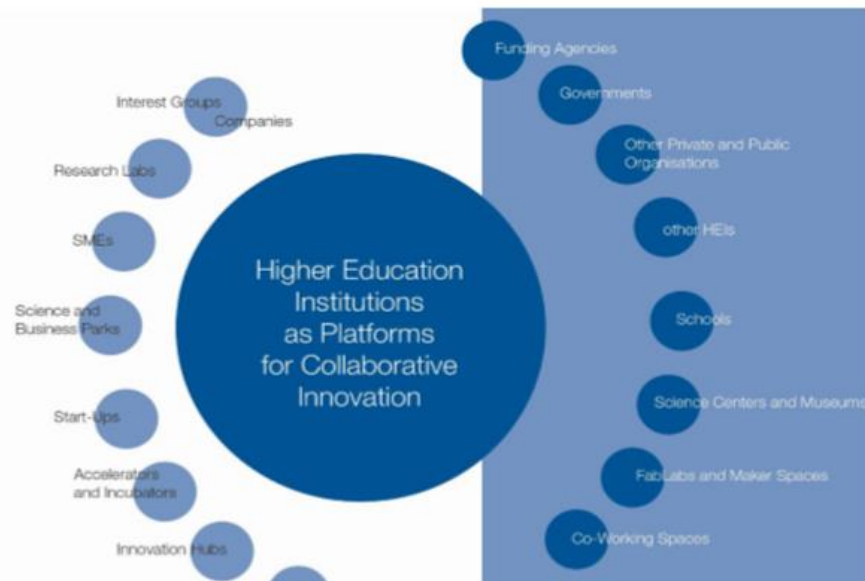 Funding Agencies
Governments
Other Private and Public
Organisations
other HEIs
Schools
Science Centers and Museums
FabLabs and Maker Spaces
Co-Working Spaces
Interest Groups
Companies
Research Labs
SMEs
Science and
Business Parks
Start-Ups
Accelerators
and Incubators
Innovation Hubs
Higher Education
Institutions
as Platforms
for Collaborative
Innovation